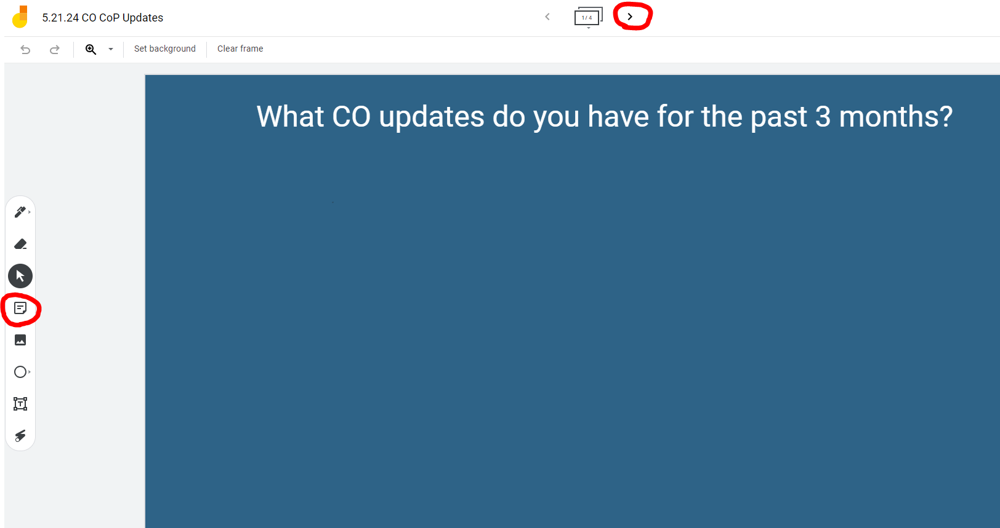 5.21.24 CO CoP Updates
1 / 4
Set background
Clear frame
What CO updates do you have for the past 3 months?
T